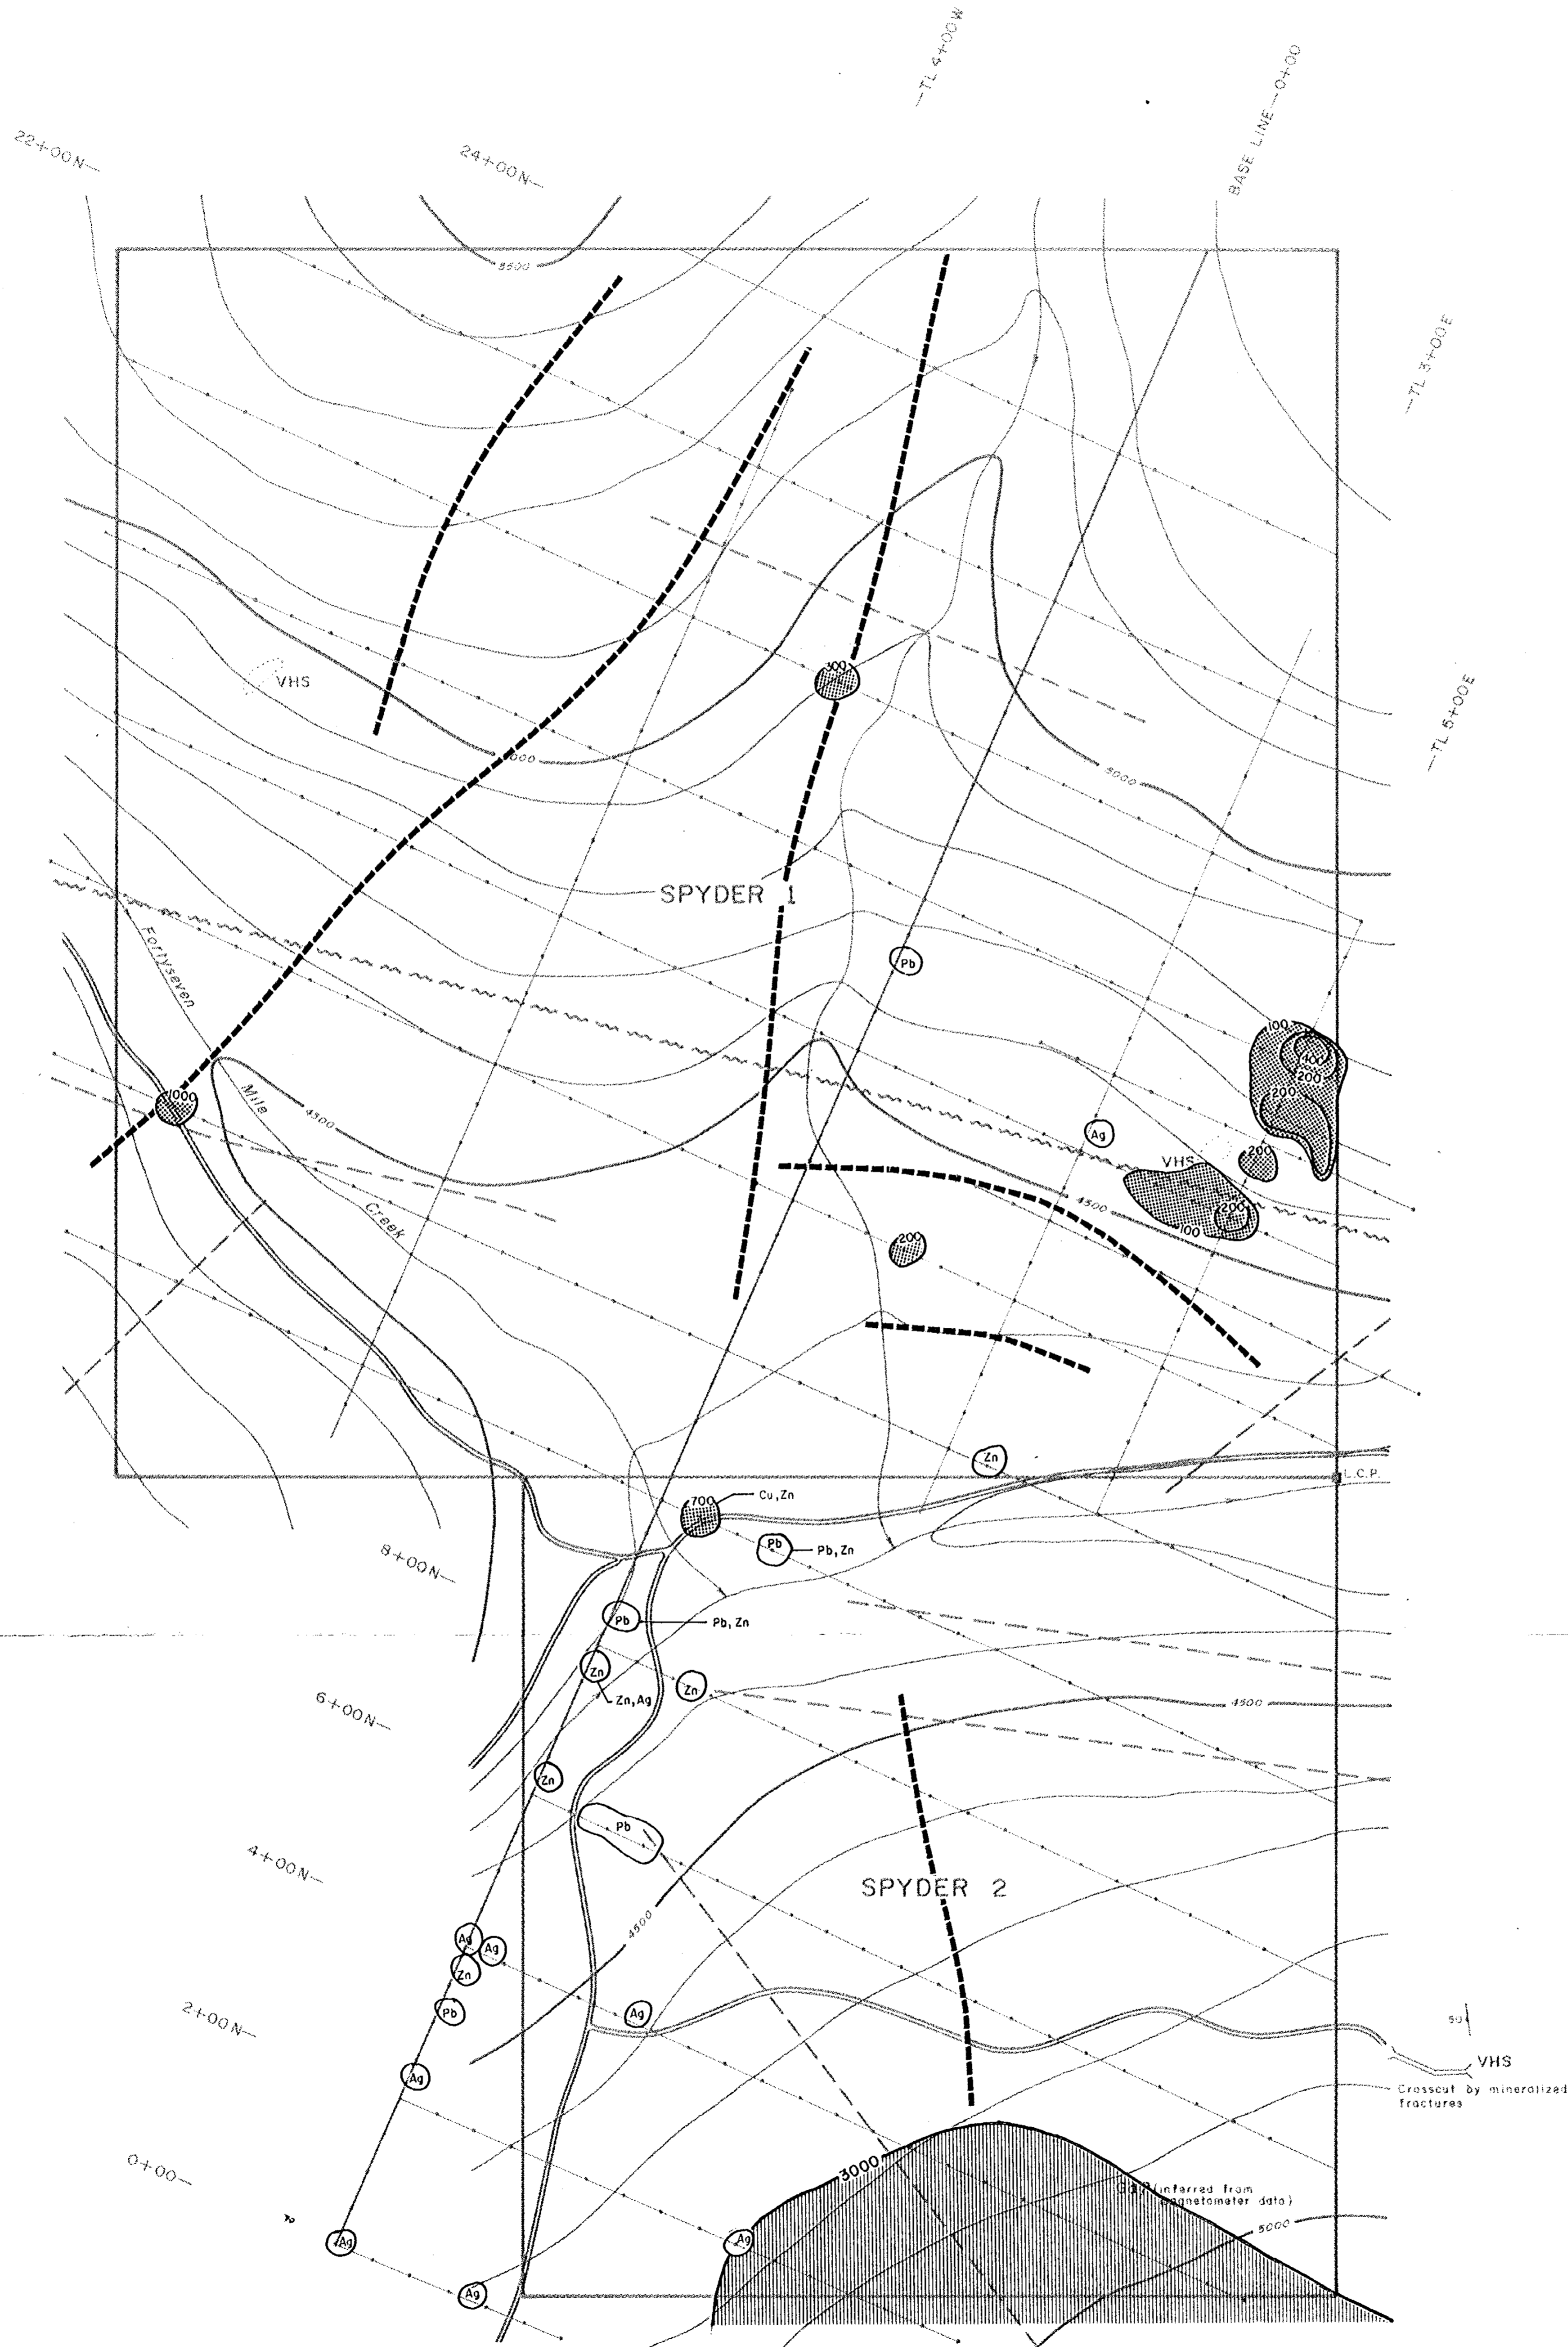 TL 4+00W
BASE LINE—0+00
22+00N
24+00N
TL 3+00E
TL 5+00E
5500
VHS
300
5000
SPYDER 1
Pb
Fortyseven
Mile
Creek
1000
4500
100
400
200
200
Ag
VHS
200
4500
200
100
200
Zn
L.C.P.
700
Cu,Zn
Pb
Pb, Zn
8+00N
Pb
Pb, Zn
Zn
Zn, Ag
Zn
6+00N
4500
Zn
Pb
4+00N
SPYDER 2
4500
Ag
Ag
Zn
Pb
Ag
2+00N
50
VHS
Crosscut by mineralized
fractures
Ag
3000
0+00
(inferred from
magnetometer data)
5000
Ag
Ag
Ag